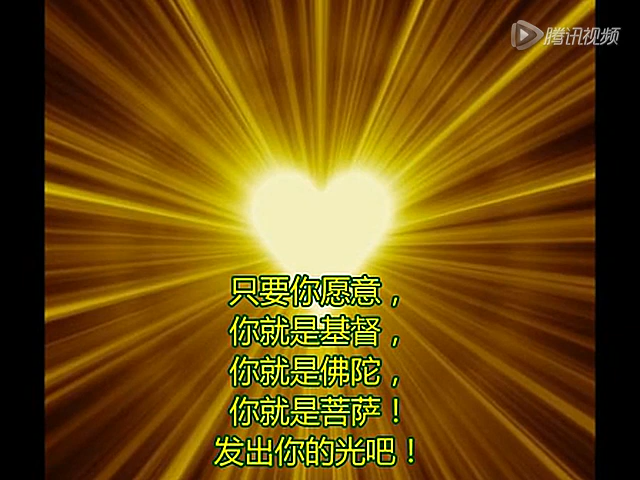 腾讯视频
只要你愿意，
你就是基督，
你就是佛陀，
你就是菩萨！
发出你的光吧！